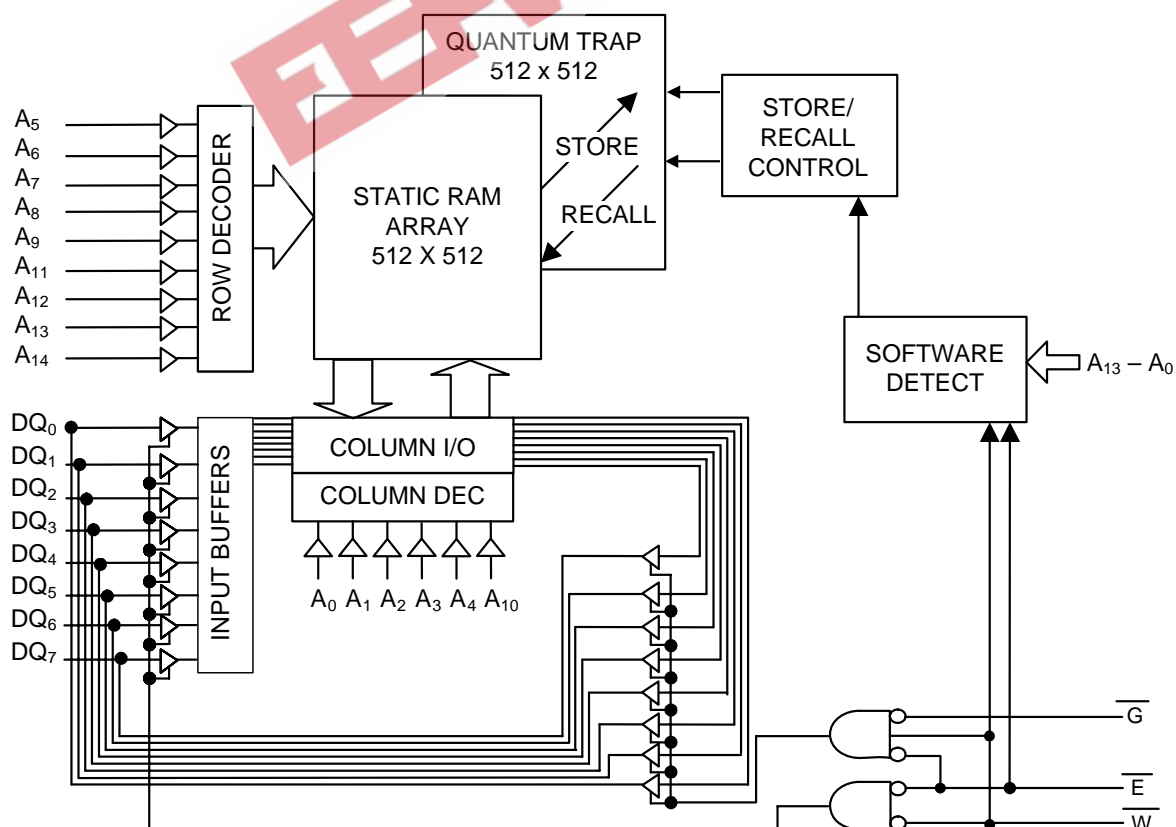 QUANTUM TRAP
512 x 512
STORE
RECALL
STORE/
RECALL
CONTROL
A5
A6
A7
A8
A9
A11
A12
A13
A14
ROW DECODER
STATIC RAM
ARRAY
512 X 512
SOFTWARE
DETECT
A13 – A0
DQ0
DQ1
DQ2
DQ3
DQ4
DQ5
DQ6
DQ7
INPUT BUFFERS
COLUMN I/O
COLUMN DEC
A0 A1 A2 A3 A4 A10
G
E
W